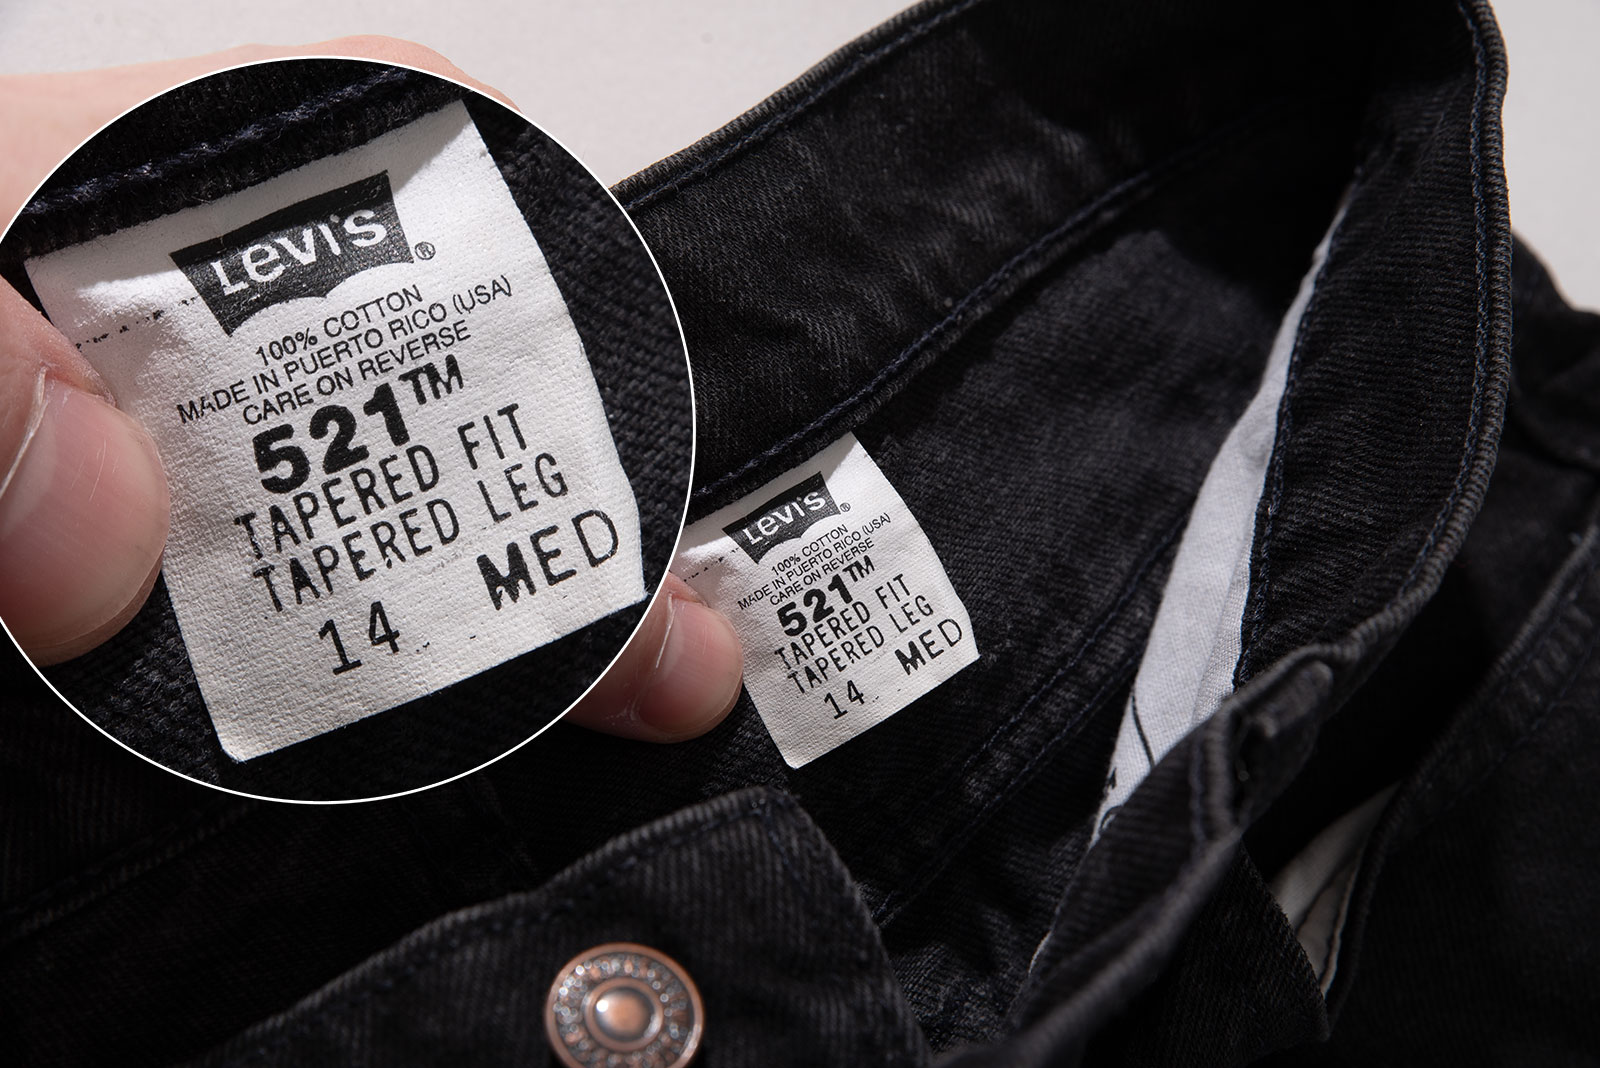 Levi's®
100% COTTON
MADE IN PUERTO RICO (USA)
CARE ON REVERSE
521™
TAPERED FIT
TAPERED LEG
14 MED
Levi's®
100% COTTON
MADE IN PUERTO RICO (USA)
CARE ON REVERSE
521™
TAPERED FIT
TAPERED LEG
14 MED